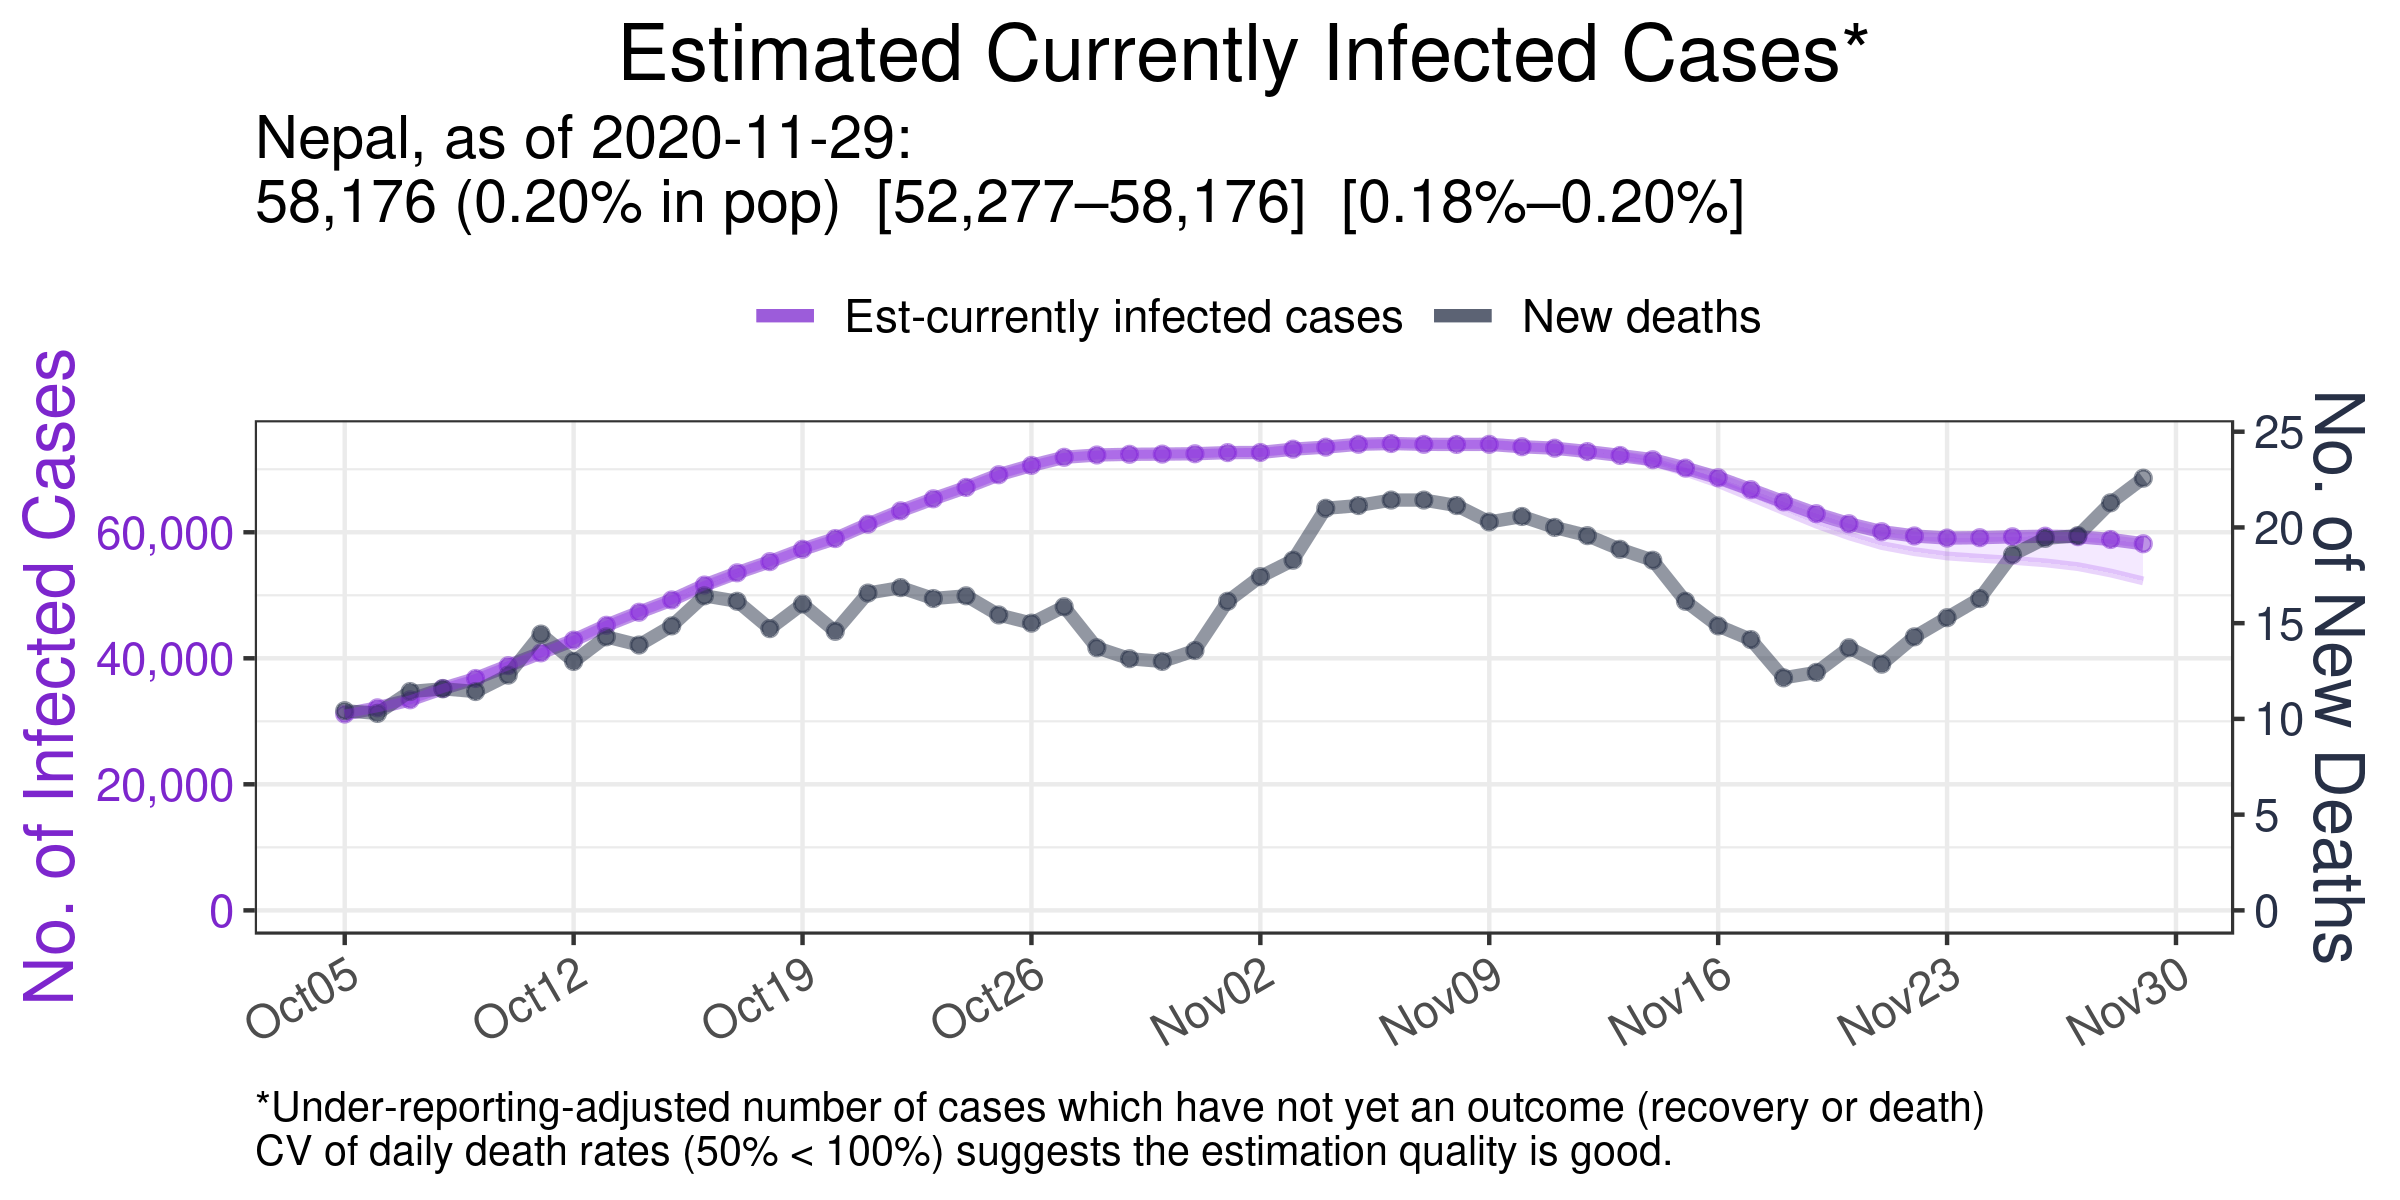 Estimated Currently Infected Cases*
Nepal, as of 2020-11-29:
58,176 (0.20% in pop)  [52,277–58,176]  [0.18%–0.20%]
Est-currently infected cases
New deaths
No. of Infected Cases
60,000
40,000
20,000
0
25
20
15
10
5
0
No. of New Deaths
Oct05
Oct12
Oct19
Oct26
Nov02
Nov09
Nov16
Nov23
Nov30
*Under-reporting-adjusted number of cases which have not yet an outcome (recovery or death)
CV of daily death rates (50% < 100%) suggests the estimation quality is good.